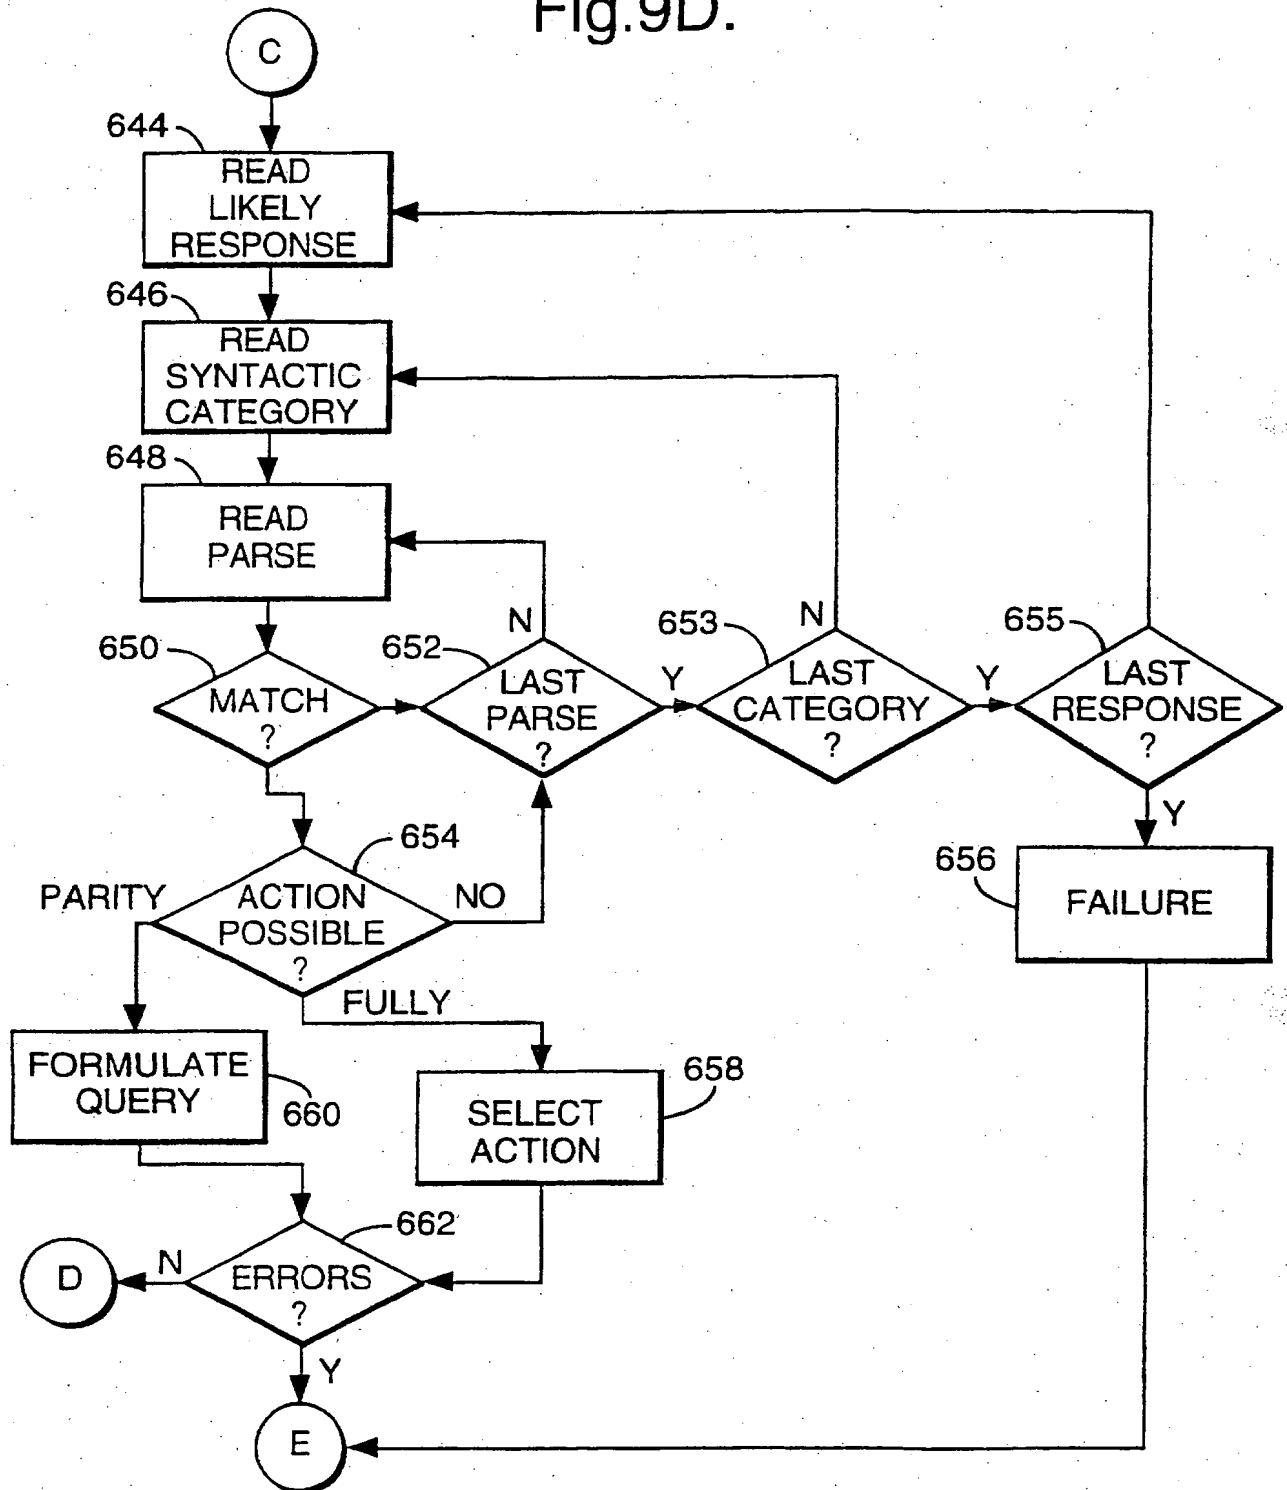 Fig.9D.
C
644
READ
LIKELY
RESPONSE
646
READ
SYNTACTIC
CATEGORY
648
READ
PARSE
650
MATCH
?
652
N
LAST
PARSE
?
Y
653
N
LAST
CATEGORY
?
Y
655
LAST
RESPONSE
?
Y
654
PARITY
ACTION
POSSIBLE
?
NO
FULLY
656
FAILURE
FORMULATE
QUERY
660
658
SELECT
ACTION
662
D
N
ERRORS
?
Y
E